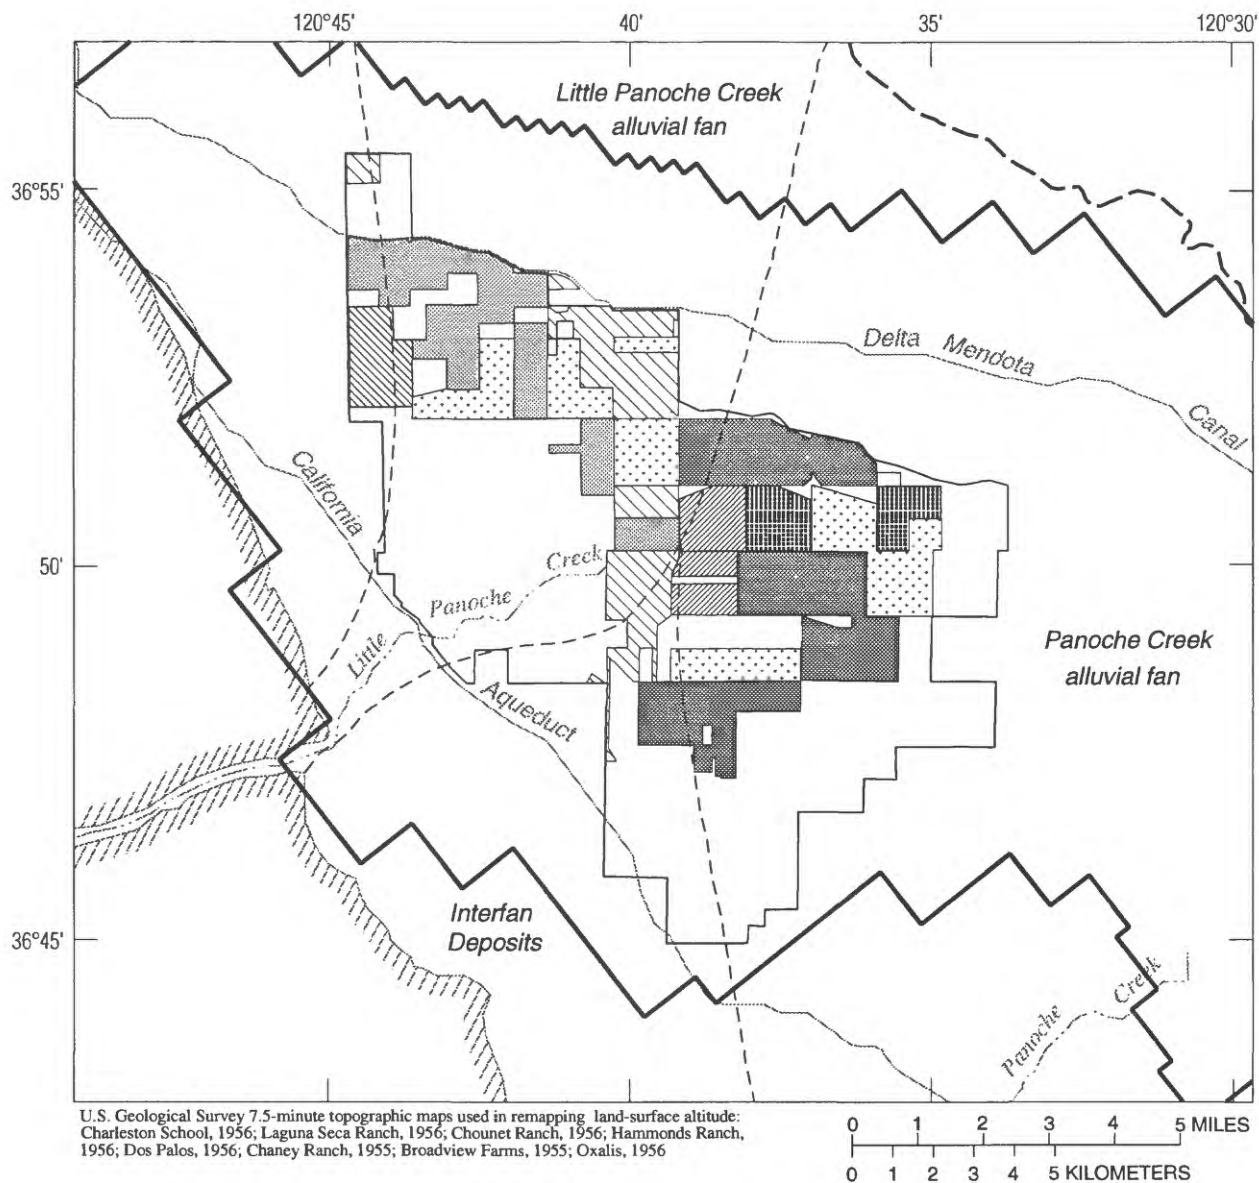 120°45'
40'
35'
120°30'
Little Panoche Creek
alluvial fan
36°55'
Delta Mendota Canal
California Aqueduct
50'
Little Panoche Creek
Panoche Creek
alluvial fan
Interfan
Deposits
36°45'
Panoche Creek
U.S. Geological Survey 7.5-minute topographic maps used in remapping land-surface altitude:
Charleston School, 1956; Laguna Seca Ranch, 1956; Chounet Ranch, 1956; Hammonds Ranch,
1956; Dos Palos, 1956; Chaney Ranch, 1955; Broadview Farms, 1955; Oxalis, 1956
0 1 2 3 4 5 MILES
0 1 2 3 4 5 KILOMETERS